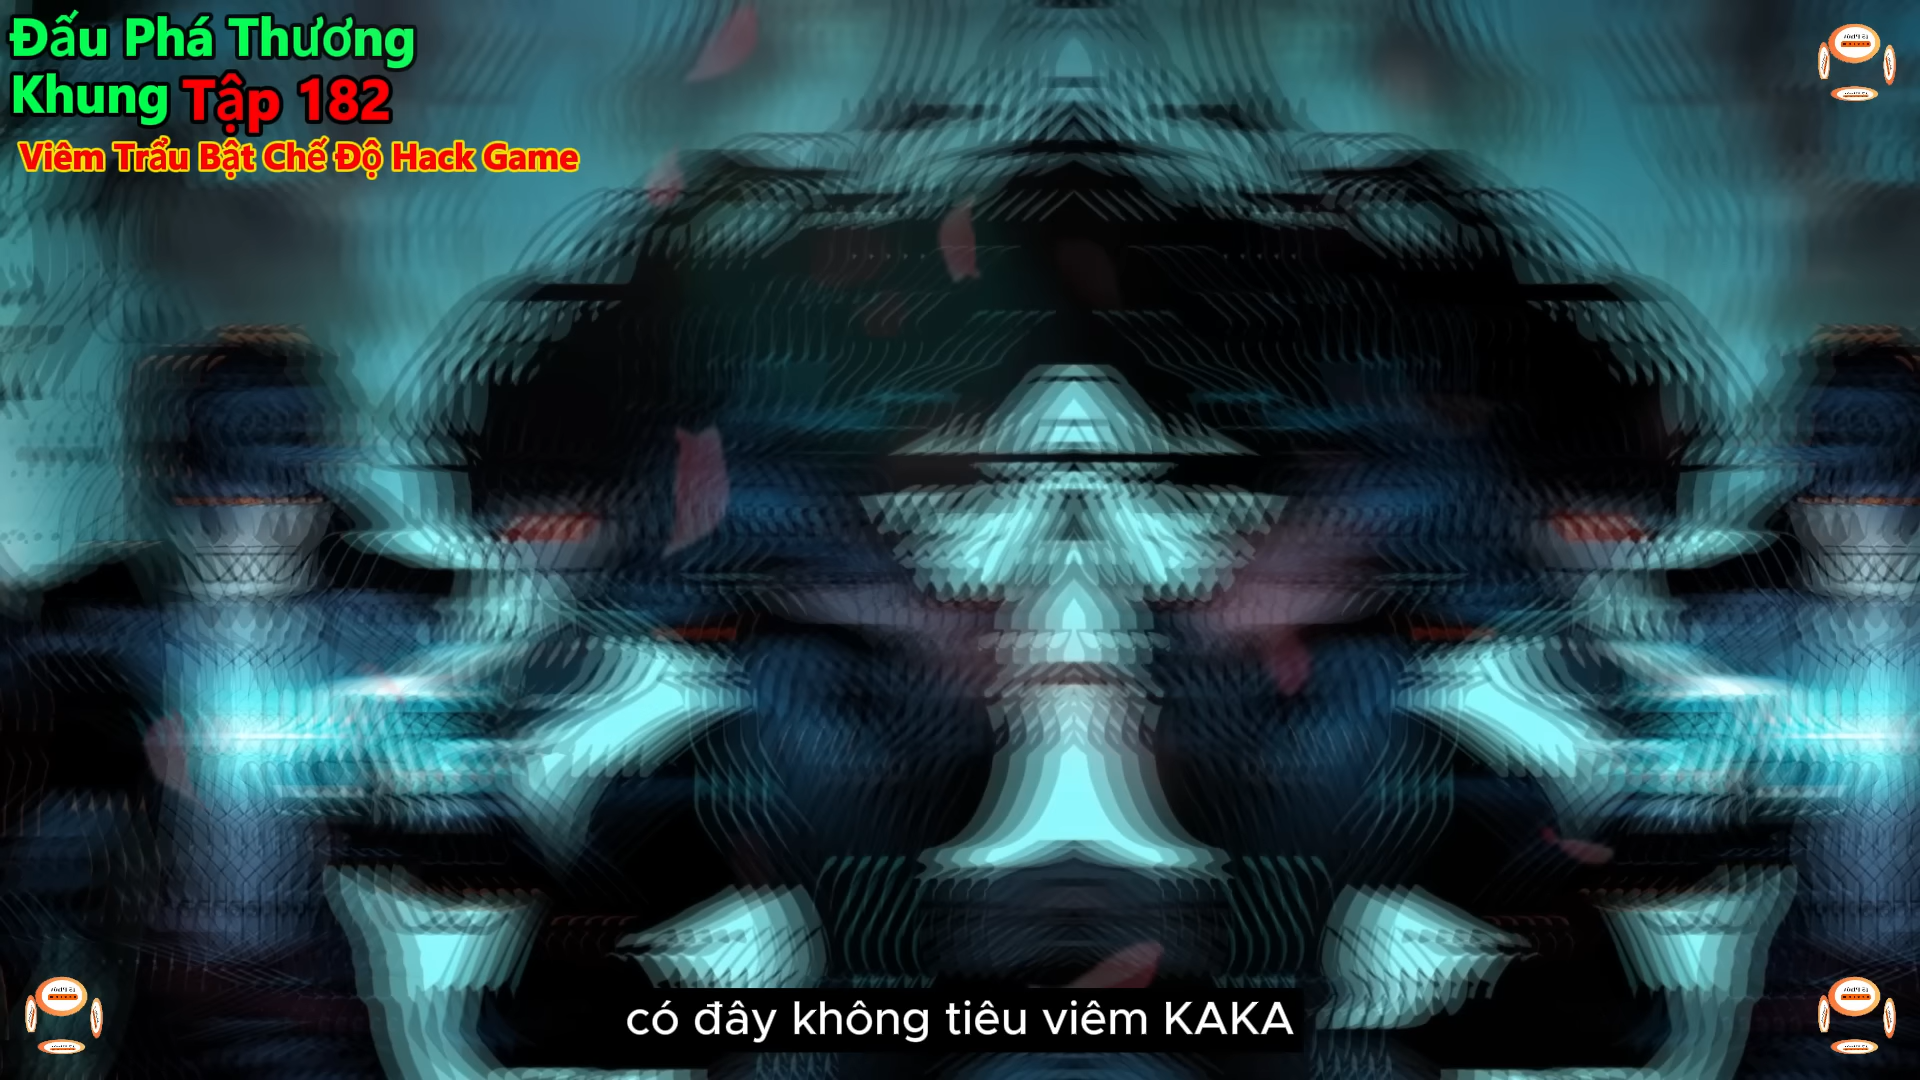 Đấu Phá Thương
Khung Tập 182
Viêm Trẩu Bật Chế Độ Hack Game
có đây không tiêu viêm KAKA